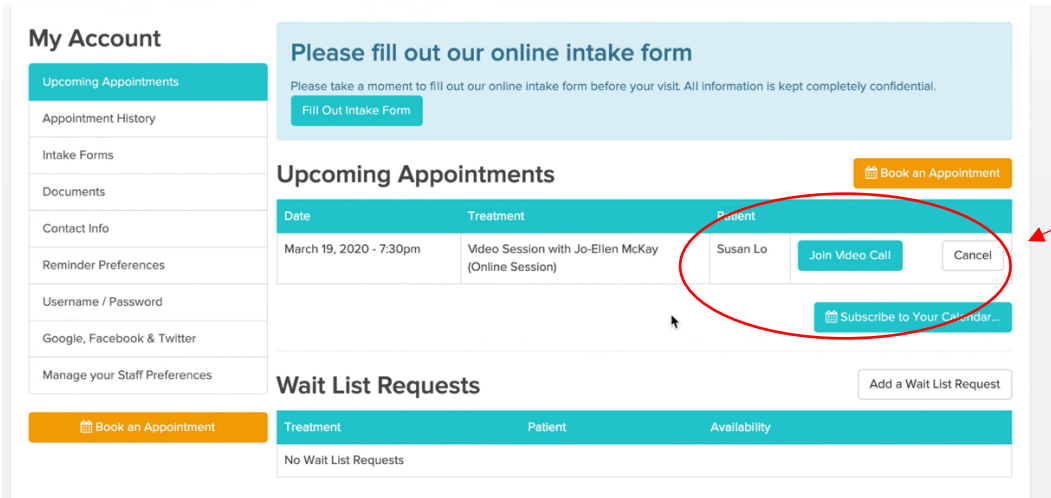 My Account
Upcoming Appointments
Appointment History
Intake Forms
Documents
Contact Info
Reminder Preferences
Username / Password
Google, Facebook & Twitter
Manage your Staff Preferences
Book an Appointment
Please fill out our online intake form
Please take a moment to fill out our online intake form before your visit. All information is kept completely confidential.
Fill Out Intake Form
Upcoming Appointments
Book an Appointment
Date Treatment Patient
March 19, 2020 - 7:30pm Video Session with Jo-Ellen McKay Susan Lo Join Video Call Cancel
(Online Session)
Subscribe to Your Calendar...
Wait List Requests
Add a Wait List Request
Treatment Patient Availability
No Wait List Requests